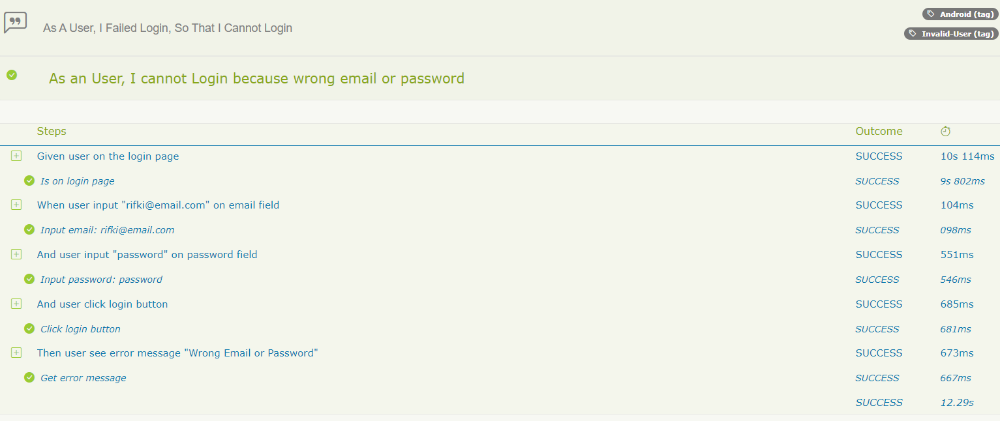 As A User, I Failed Login, So That I Cannot Login
Android (tag)
Invalid-User (tag)
As an User, I cannot Login because wrong email or password
Steps Outcome
Given user on the login page SUCCESS 10s 114ms
Is on login page SUCCESS 9s 802ms
When user input "rifki@email.com" on email field SUCCESS 104ms
Input email: rifki@email.com SUCCESS 098ms
And user input "password" on password field SUCCESS 551ms
Input password: password SUCCESS 546ms
And user click login button SUCCESS 685ms
Click login button SUCCESS 681ms
Then user see error message "Wrong Email or Password" SUCCESS 673ms
Get error message SUCCESS 667ms
SUCCESS 12.29s